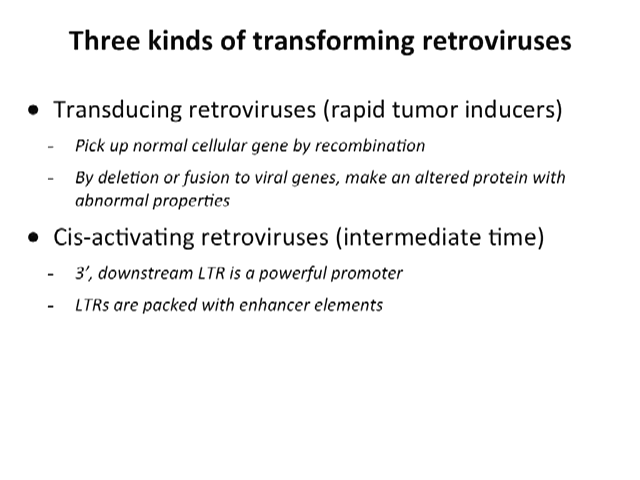 Three kinds of transforming retroviruses
• Transducing retroviruses (rapid tumor inducers)
- Pick up normal cellular gene by recombination
- By deletion or fusion to viral genes, make an altered protein with
abnormal properties
• Cis-activating retroviruses (intermediate time)
- 3’, downstream LTR is a powerful promoter
- LTRs are packed with enhancer elements